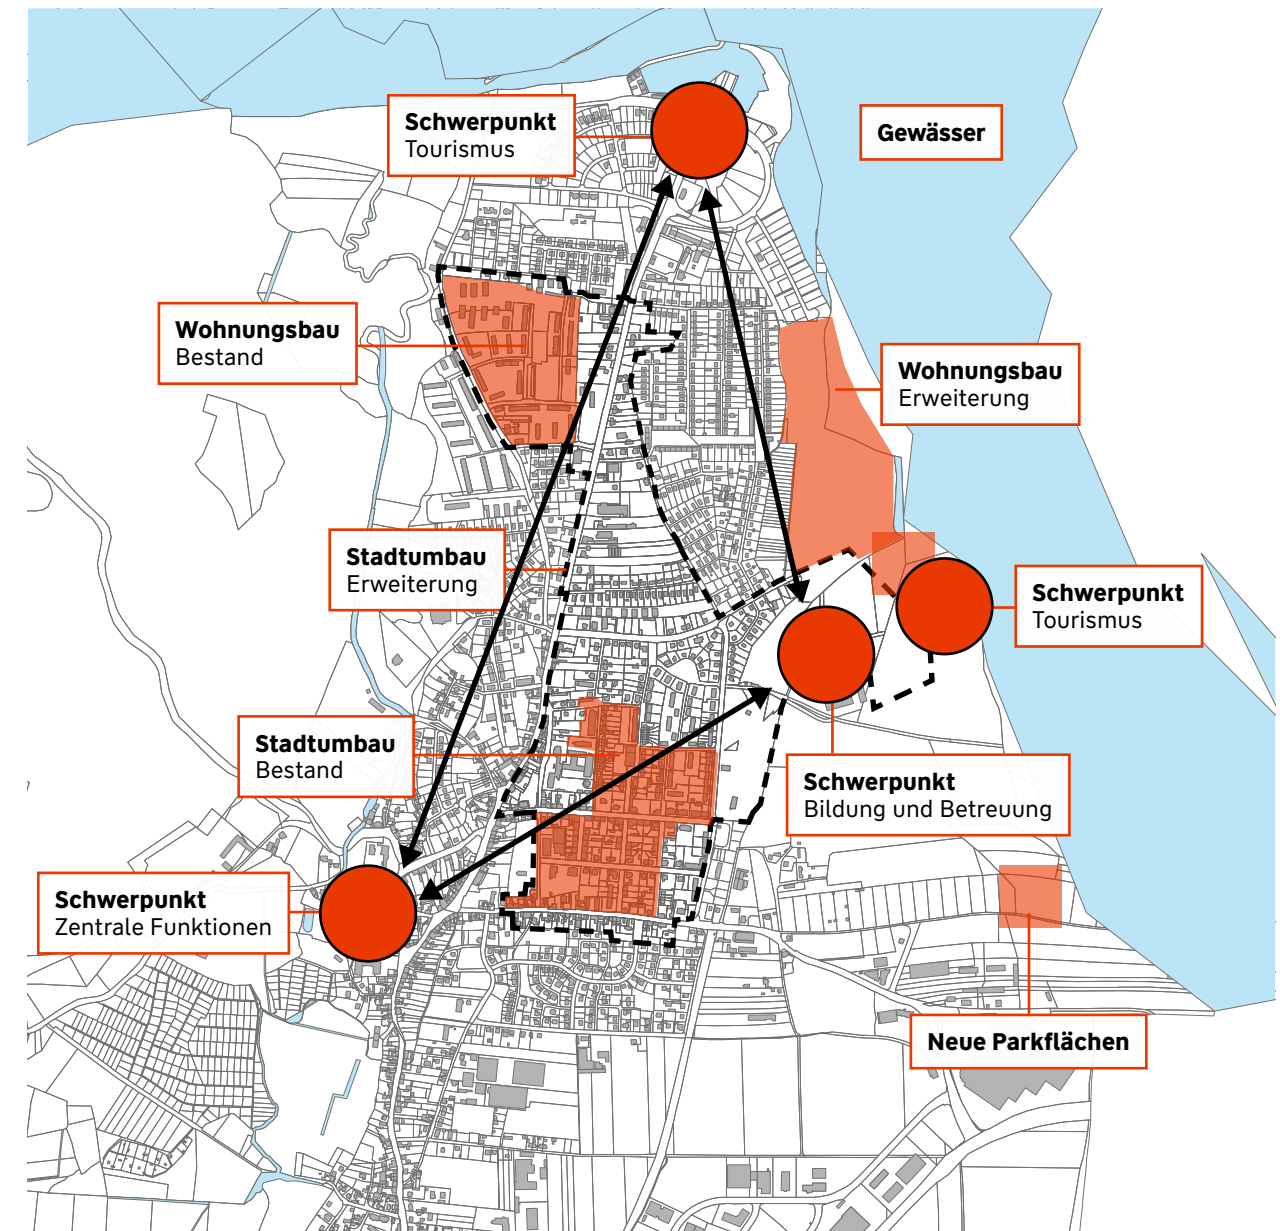 Schwerpunkt
Tourismus
Gewässer
Wohnungsbau
Bestand
Wohnungsbau
Erweiterung
Stadtumbau
Erweiterung
Schwerpunkt
Tourismus
Stadtumbau
Bestand
Schwerpunkt
Bildung und Betreuung
Schwerpunkt
Zentrale Funktionen
Neue Parkflächen